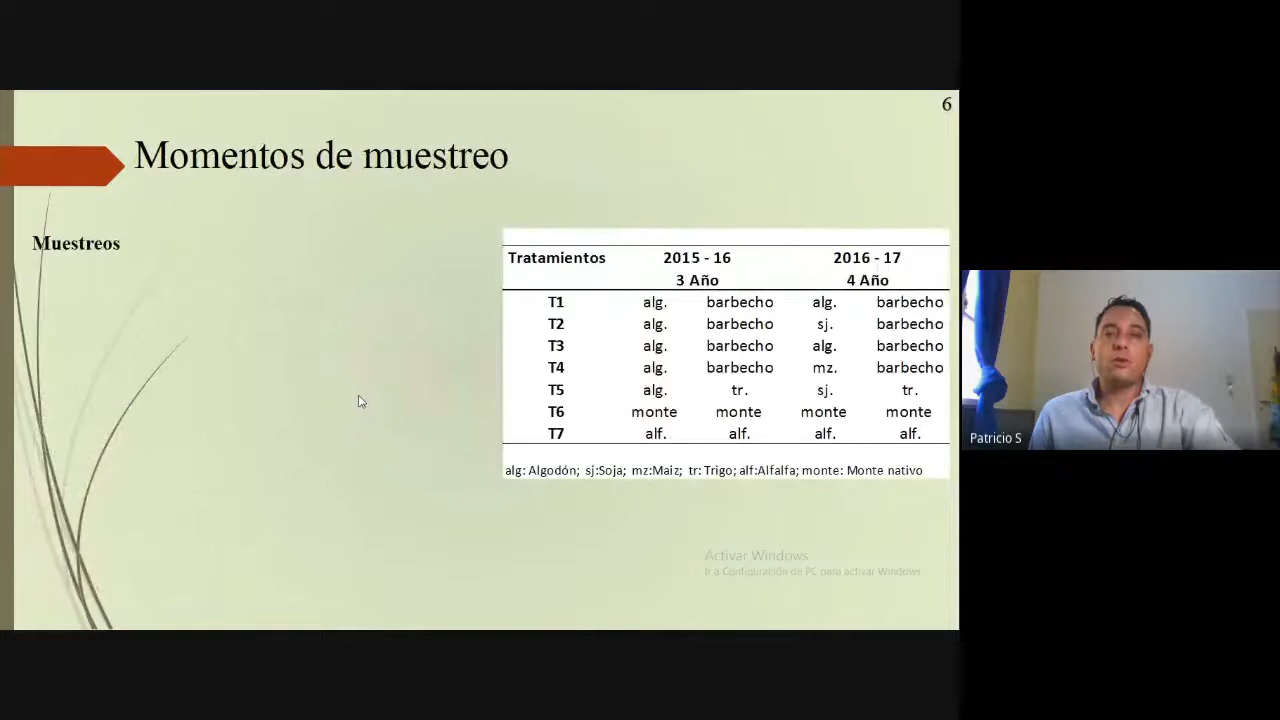 6
Momentos de muestreo
Muestreos
Tratamientos 2015 - 16 2016 - 17
3 Año 4 Año
T1 alg. barbecho alg. barbecho
T2 alg. barbecho sj. barbecho
T3 alg. barbecho alg. barbecho
T4 alg. barbecho mz. barbecho
T5 alg. tr. sj. tr.
T6 monte monte monte monte
T7 alf. alf. alf. alf.
alg: Algodón; sj:Soja; mz:Maiz; tr: Trigo; alf:Alfalfa; monte: Monte nativo
Activar Windows
Ir a Configuración de PC para activar Windows
Patricio S